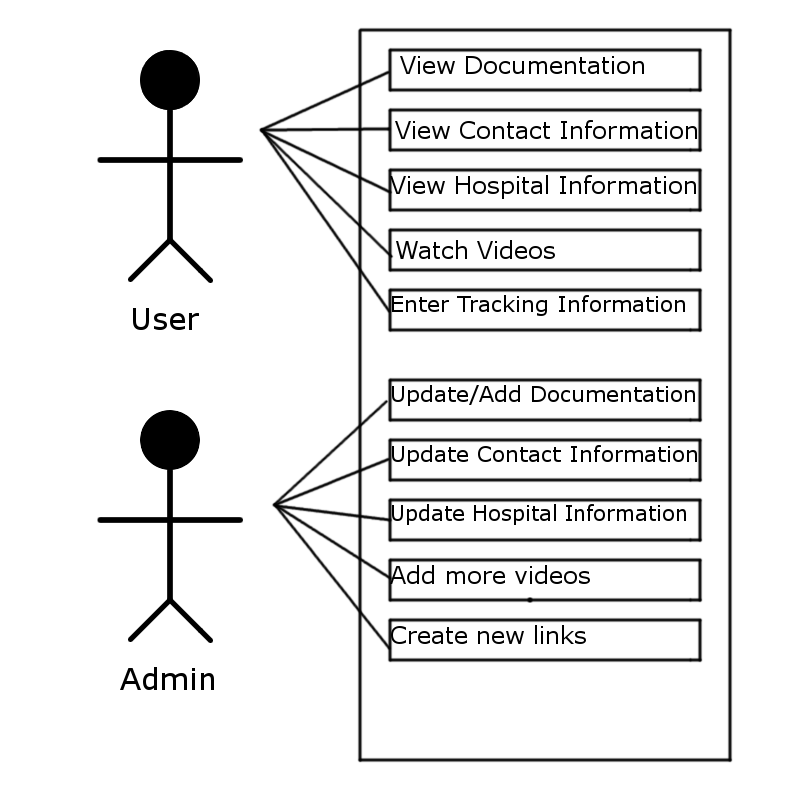 View Documentation
View Contact Information
View Hospital Information
Watch Videos
Enter Tracking Information
User
Update/Add Documentation
Update Contact Information
Update Hospital Information
Add more videos
Create new links
Admin